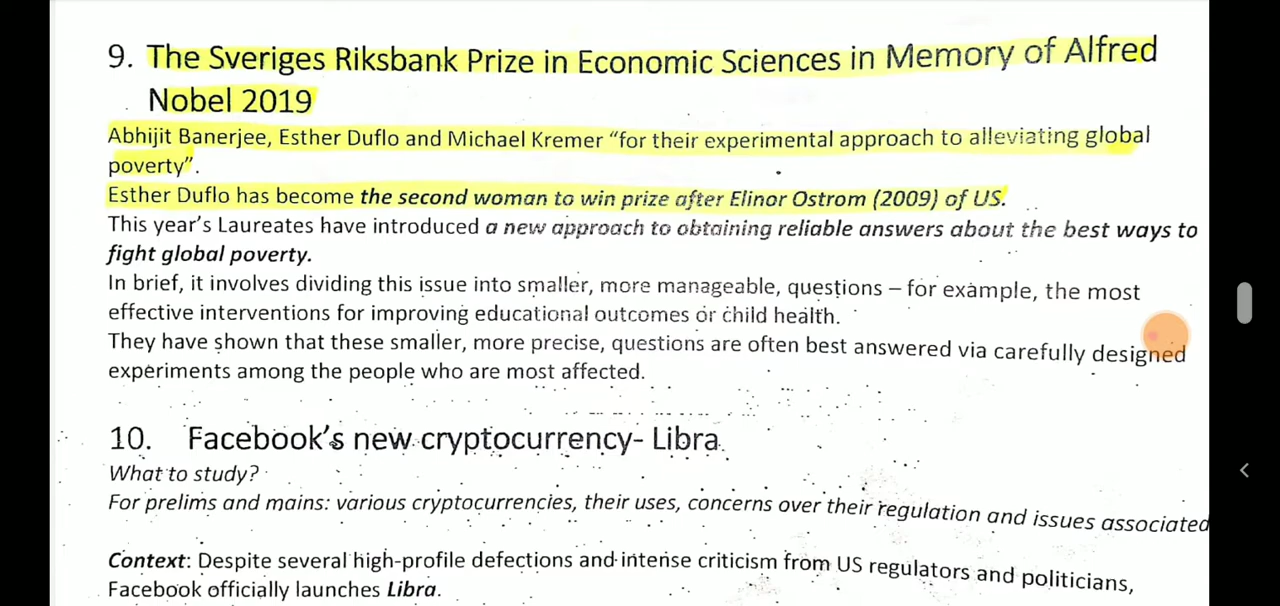 9. The Sveriges Riksbank Prize in Economic Sciences in Memory of Alfred
Nobel 2019
Abhijit Banerjee, Esther Duflo and Michael Kremer “for their experimental approach to alleviating global
poverty”.
Esther Duflo has become the second woman to win prize after Elinor Ostrom (2009) of US.
This year’s Laureates have introduced a new approach to obtaining reliable answers about the best ways to
fight global poverty.
In brief, it involves dividing this issue into smaller, more manageable, questions – for example, the most
effective interventions for improving educational outcomes or child health.
They have shown that these smaller, more precise, questions are often best answered via carefully designed
experiments among the people who are most affected.
10. Facebook’s new cryptocurrency- Libra.
What to study?
For prelims and mains: various cryptocurrencies, their uses, concerns over their regulation and issues associated
Context: Despite several high-profile defections and intense criticism from US regulators and politicians,
Facebook officially launches Libra.